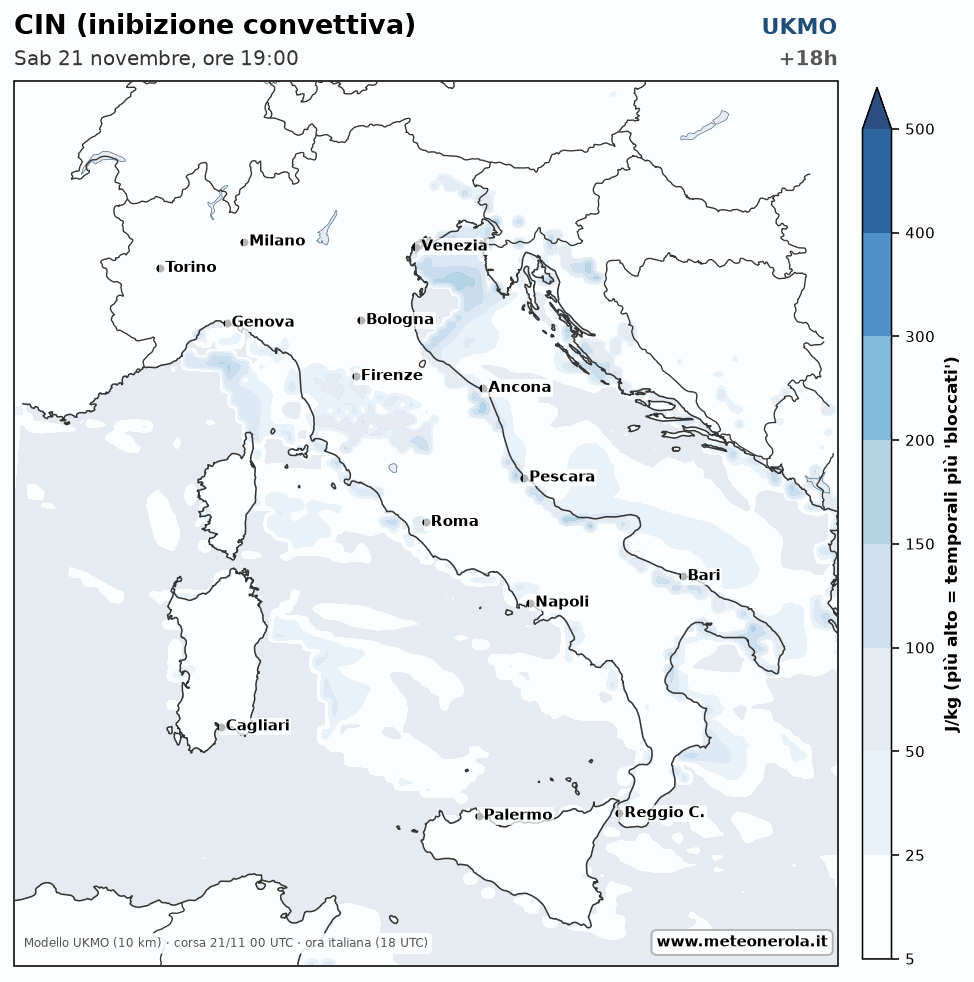 CIN (inibizione convettiva)
UKMO
Sab 21 novembre, ore 19:00
+18h
Milano
Venezia
Torino
Genova
Bologna
Firenze
Ancona
Pescara
Roma
Bari
Napoli
Cagliari
Palermo
Reggio C.
500
400
300
200
150
100
50
25
5
J/kg (più alto = temporali più 'bloccati')
Modello UKMO (10 km) · corsa 21/11 00 UTC · ora italiana (18 UTC)
www.meteonerola.it